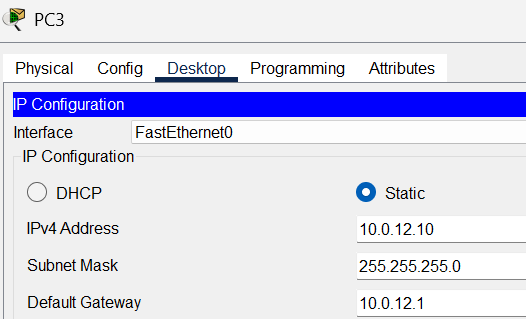 PC3
Physical Config Desktop Programming Attributes
IP Configuration
Interface FastEthernet0
IP Configuration
DHCP Static
IPv4 Address 10.0.12.10
Subnet Mask 255.255.255.0
Default Gateway 10.0.12.1